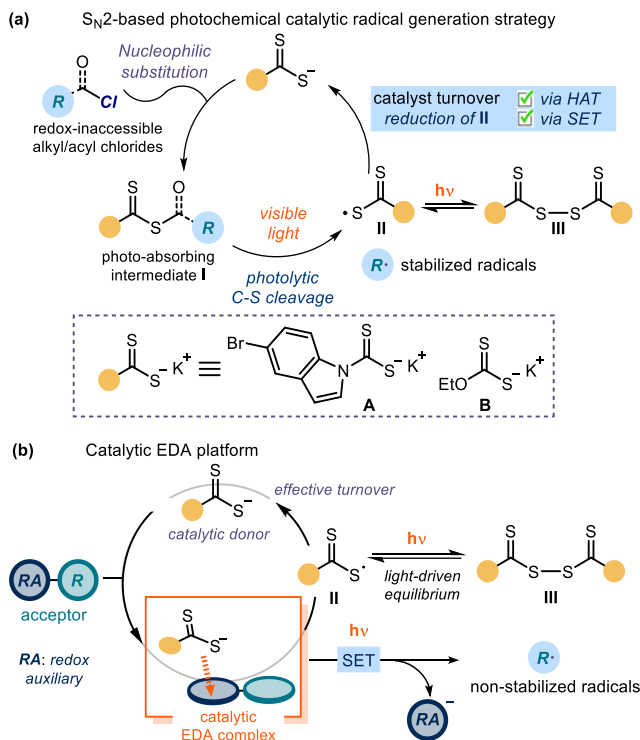 (a) S_N2-based photochemical catalytic radical generation strategy
Nucleophilic
substitution
O
R
Cl
S
S⁻
redox-inaccessible
alkyl/acyl chlorides
catalyst turnover via HAT
reduction of II via SET
S
O
S
R
photo-absorbing
intermediate I
visible
light
photolytic
C-S cleavage
S
·S
II
hν
S
S
S–S
III
R· stabilized radicals
S
S⁻ K⁺
≡
Br
N
S
S⁻ K⁺
A
S
EtO
S⁻ K⁺
B
(b) Catalytic EDA platform
S
S⁻
effective turnover
catalytic donor
RA
R
acceptor
RA: redox
auxiliary
S
S·
II
hν
light-driven
equilibrium
S
S
S–S
III
S
S⁻
catalytic
EDA complex
hν
SET
RA⁻
R·
non-stabilized radicals